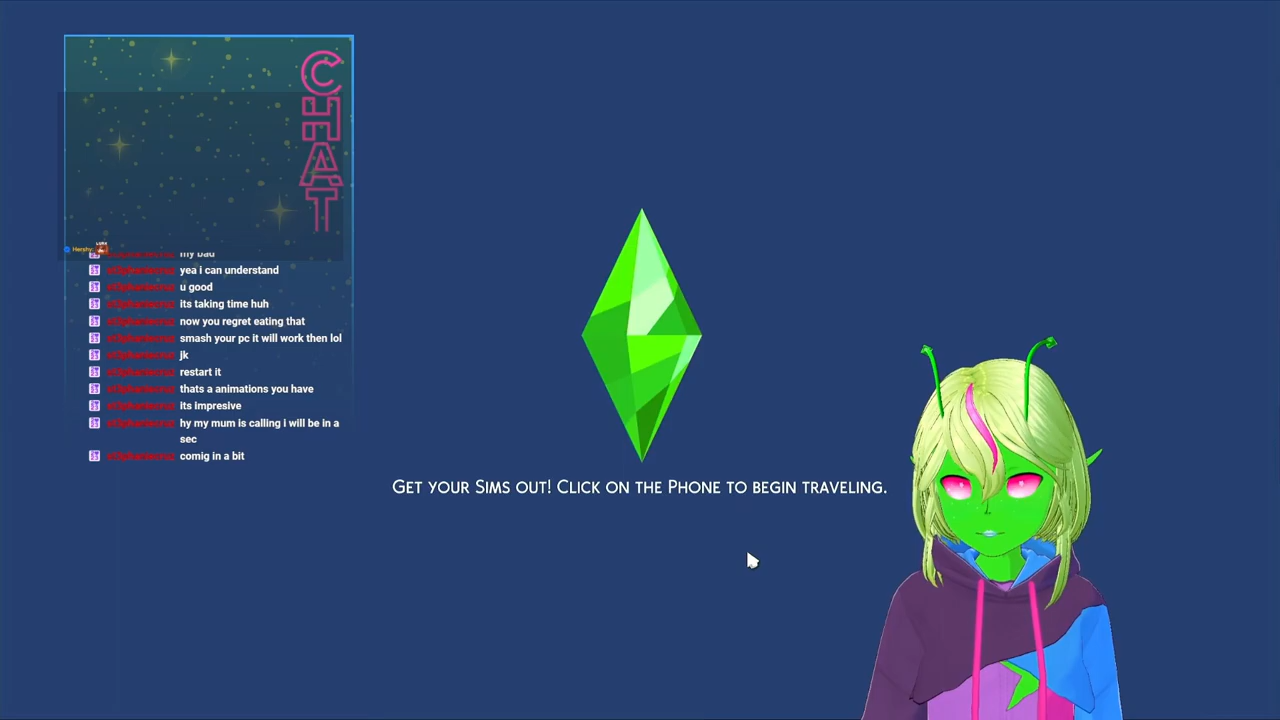 CHAT
Hershy:
my bad
yea i can understand
u good
its taking time huh
now you regret eating that
smash your pc it will work then lol
jk
restart it
thats a animations you have
its impresive
hy my mum is calling i will be in a
sec
comig in a bit
Get your Sims out! Click on the Phone to begin traveling.